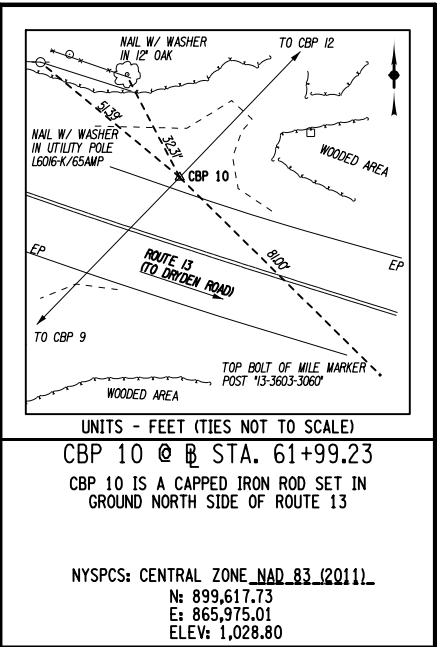 NAIL W/ WASHER
IN 12" OAK
TO CBP 12
51.39'
32.31'
NAIL W/ WASHER
IN UTILITY POLE
L6016-K/65AMP
WOODED AREA
CBP 10
EP
EP
81.00'
ROUTE 13
(TO DRYDEN ROAD)
TO CBP 9
TOP BOLT OF MILE MARKER
POST "13-3603-3060"
WOODED AREA
UNITS - FEET (TIES NOT TO SCALE)
CBP 10 @ BL STA. 61+99.23
CBP 10 IS A CAPPED IRON ROD SET IN
GROUND NORTH SIDE OF ROUTE 13
NYSPCS: CENTRAL ZONE NAD 83 (2011)
N: 899,617.73
E: 865,975.01
ELEV: 1,028.80